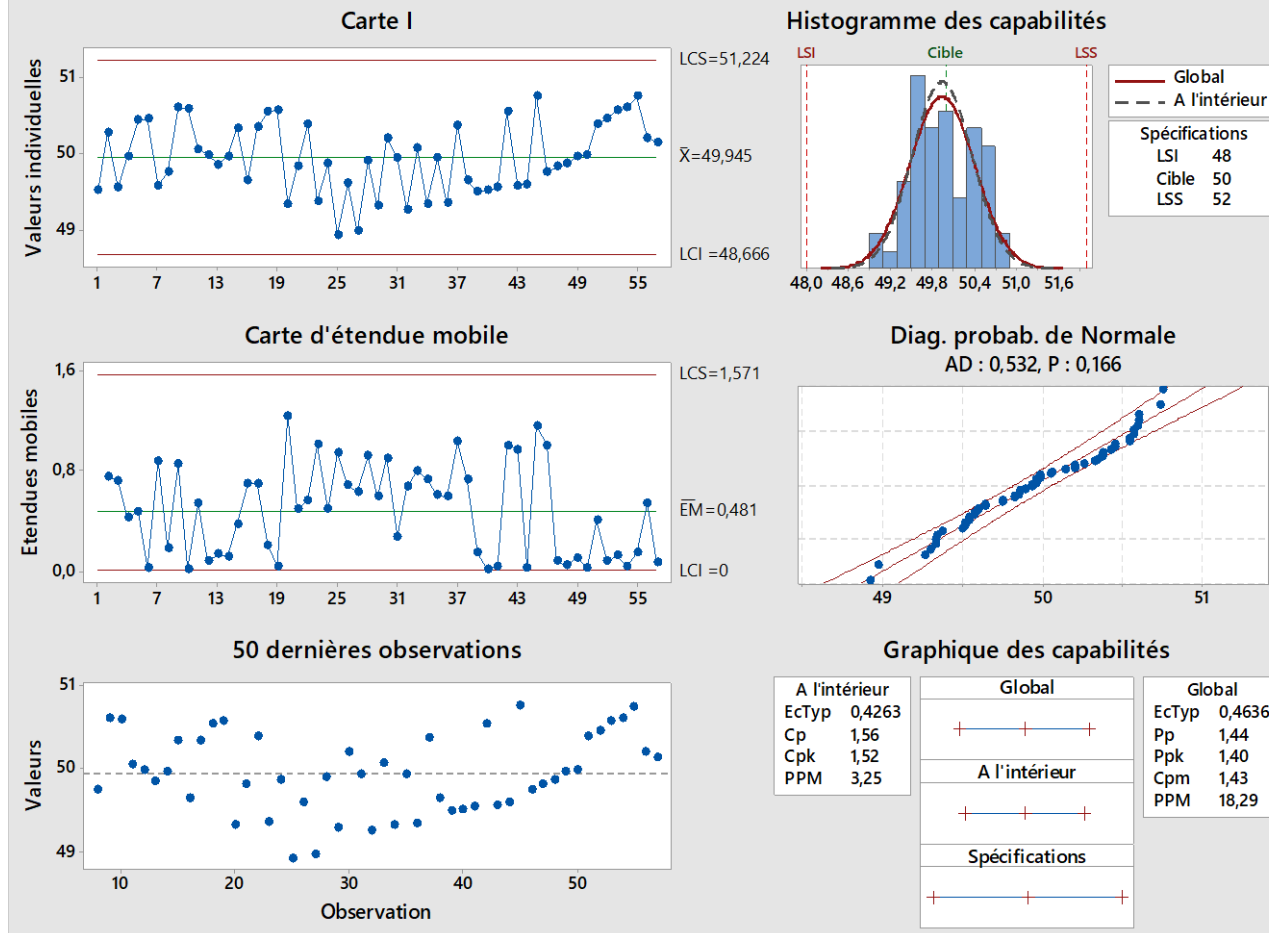 Carte I
Valeurs individuelles
51
50
49
LCS=51,224
X̄=49,945
LCI =48,666
1 7 13 19 25 31 37 43 49 55
Histogramme des capabilités
LSI Cible LSS
48,0 48,6 49,2 49,8 50,4 51,0 51,6
Global
A l'intérieur
Spécifications
LSI 48
Cible 50
LSS 52
Carte d'étendue mobile
Etendues mobiles
1,6
0,8
0,0
LCS=1,571
E̅M̅=0,481
LCI =0
1 7 13 19 25 31 37 43 49 55
Diag. probab. de Normale
AD : 0,532, P : 0,166
49 50 51
50 dernières observations
Valeurs
51
50
49
10 20 30 40 50
Observation
Graphique des capabilités
A l'intérieur
EcTyp 0,4263
Cp 1,56
Cpk 1,52
PPM 3,25
Global
A l'intérieur
Spécifications
Global
EcTyp 0,4636
Pp 1,44
Ppk 1,40
Cpm 1,43
PPM 18,29